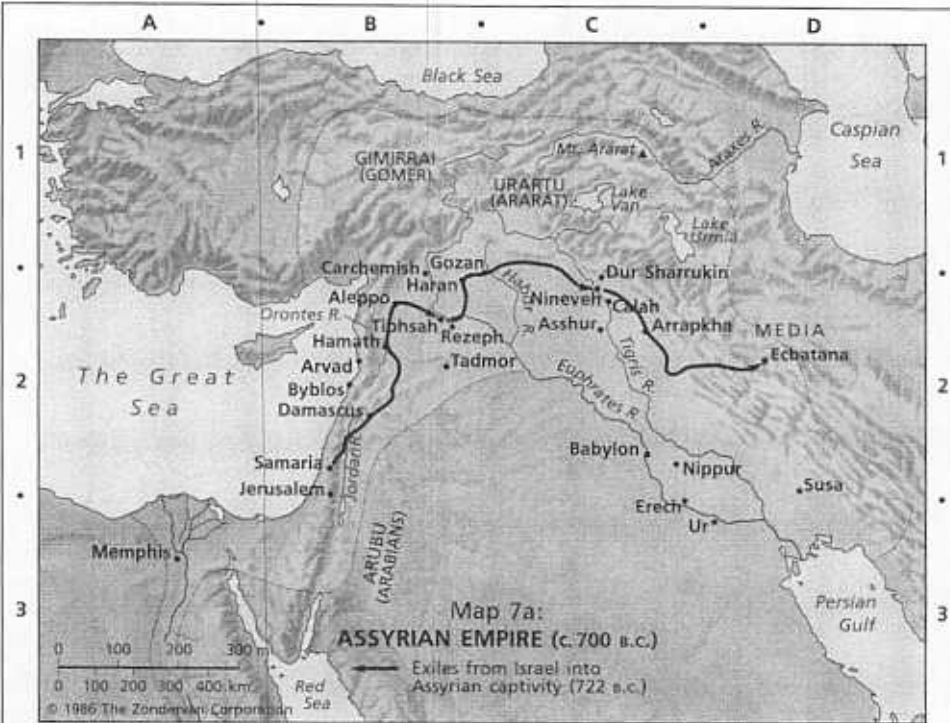 A B C D
Black Sea
Caspian
Sea
1
1
Mt. Ararat
Araxes R.
GIMIRRAI
(GOMER)
URARTU
(ARARAT)
Lake
Van
Lake
Urmia
Carchemish
Gozan
Haran
Habur R.
Dur Sharrukin
Aleppo
Nineveh
Calah
Orontes R.
Tiphsah
Rezeph
Asshur
Arrapkha
MEDIA
Hamath
Tadmor
Tigris R.
Ecbatana
Arvad
The Great
Sea
2
2
Byblos
Euphrates R.
Damascus
Babylon
Samaria
Jordan R.
Nippur
Jerusalem
Susa
Erech
Ur
Memphis
ARUBU
(ARABIANS)
3
3
Persian
Gulf
Map 7a:
ASSYRIAN EMPIRE (c.700 B.C.)
Exiles from Israel into
Assyrian captivity (722 B.C.)
0 100 200 300 m
0 100 200 300 400 km
Red
Sea
© 1986 The Zondervan Corporation